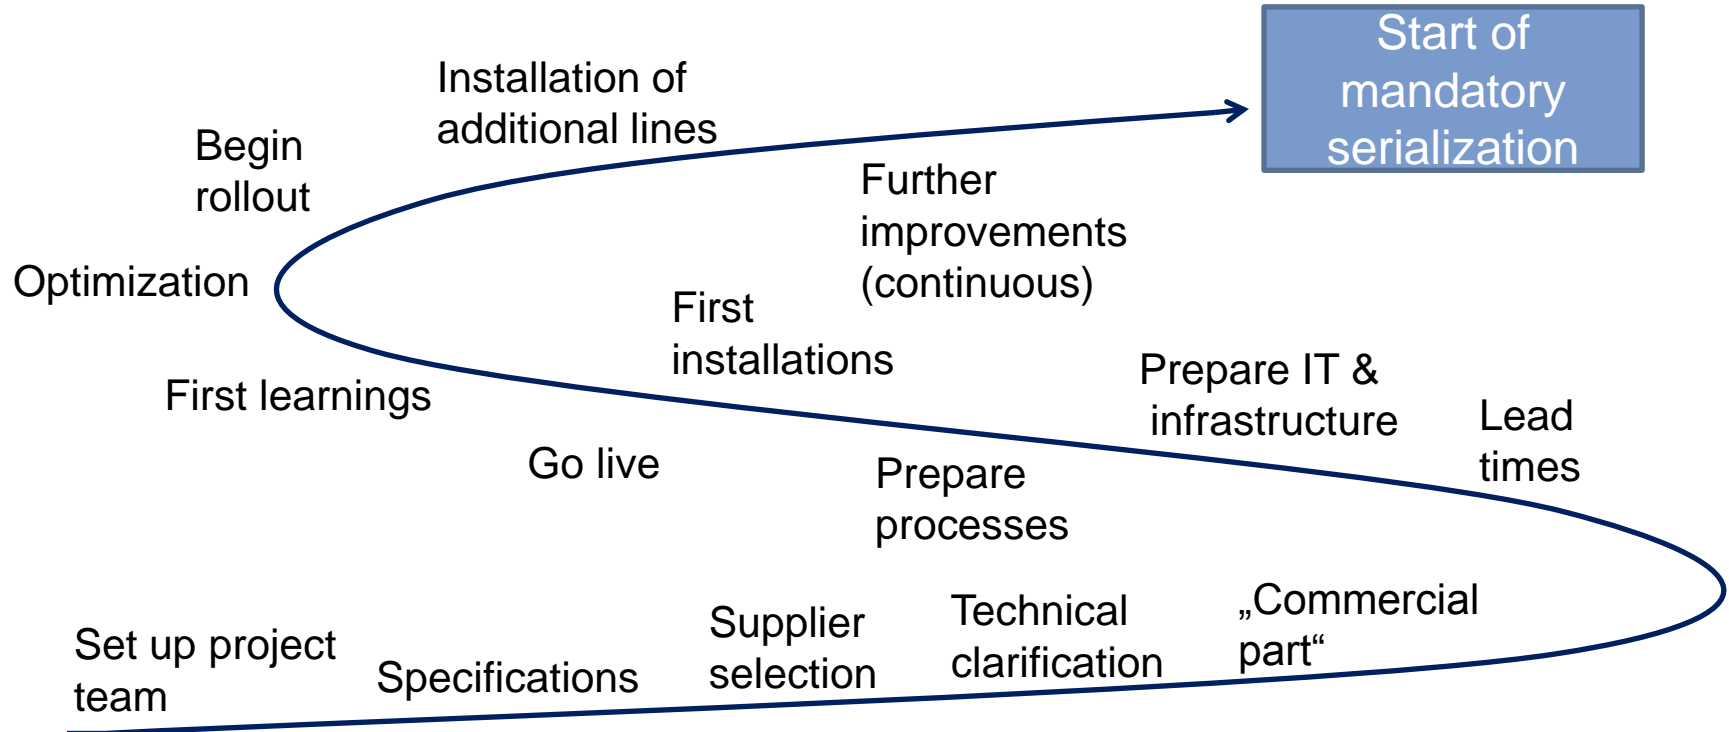 Start of
mandatory
serialization
Installation of
additional lines
Begin
rollout
Further
improvements
(continuous)
Optimization
First
installations
Prepare IT &
infrastructure
First learnings
Lead
times
Go live
Prepare
processes
„Commercial
part“
Technical
clarification
Supplier
selection
Set up project
team
Specifications